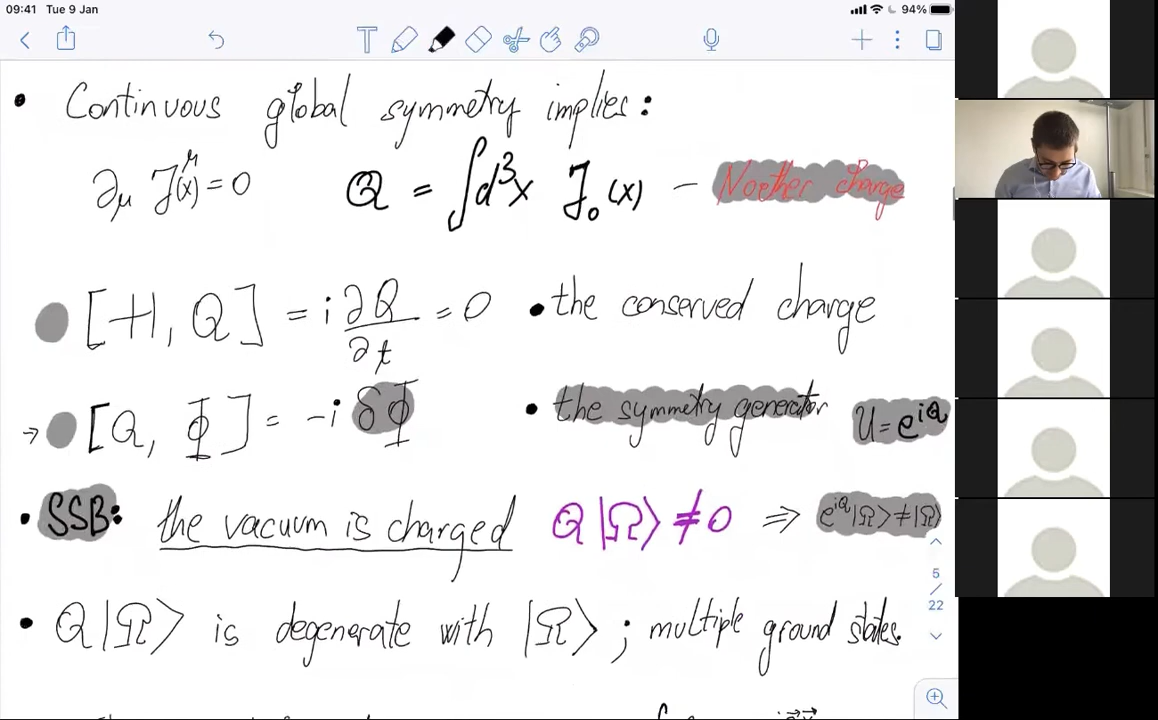 09:41 Tue 9 Jan 94%
• Continuous global symmetry implies:
∂μ J^μ(x) = 0 Q = ∫d³x J₀(x) — Noether charge
[H, Q] = i ∂Q/∂t = 0 • the conserved charge
→ [Q, Φ] = -i δΦ • the symmetry generator U = e^{iQ}
• SSB: the vacuum is charged Q|Ω⟩ ≠ 0 ⇒ e^{iQ}|Ω⟩ ≠ |Ω⟩
5 / 22
• Q|Ω⟩ is degenerate with |Ω⟩; multiple ground states.